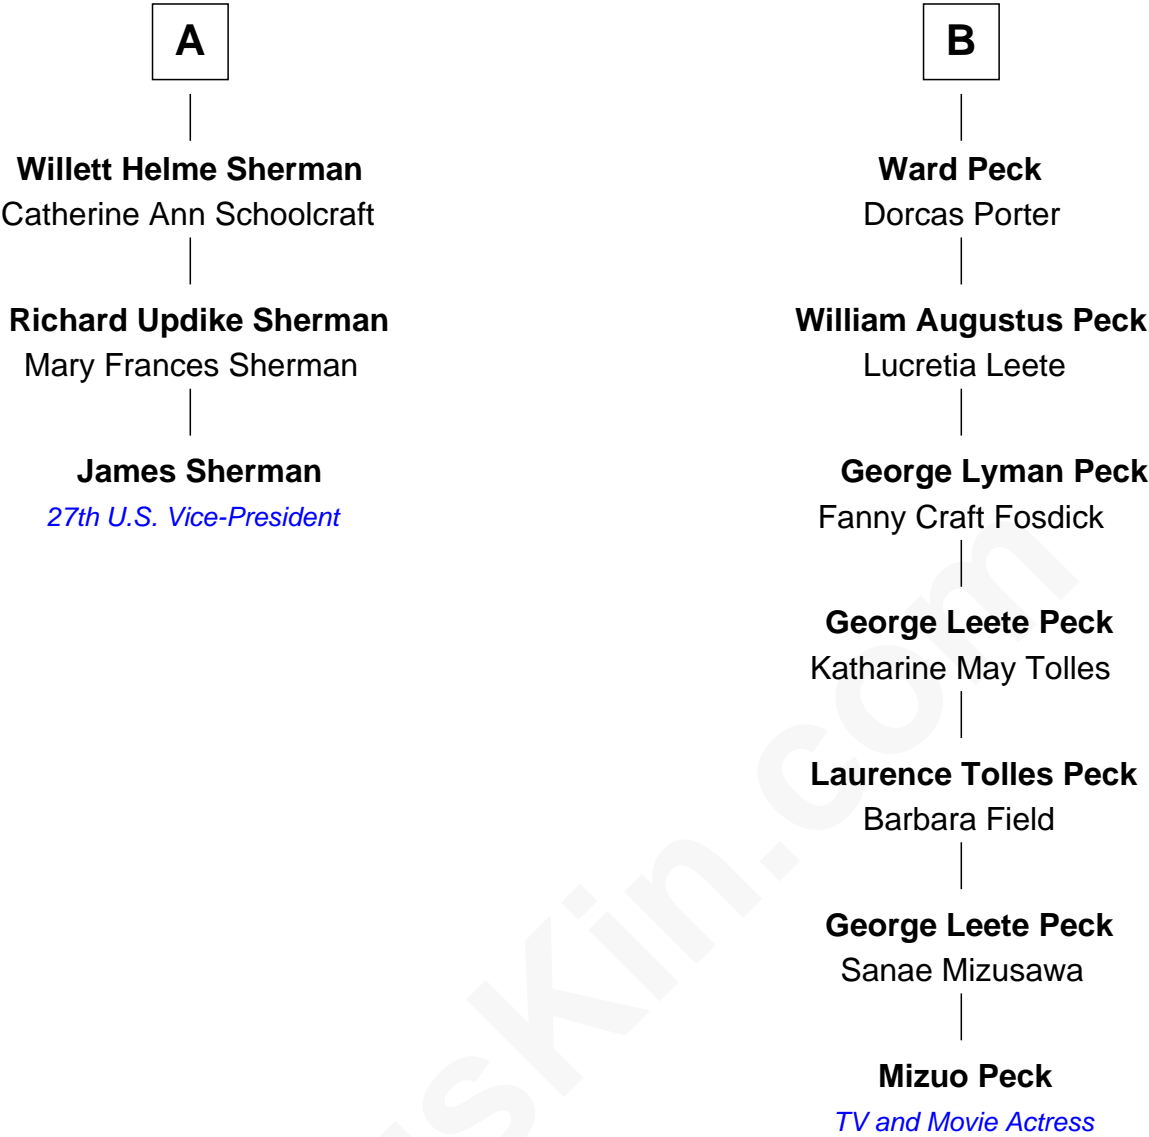 A
Willett Helme Sherman
Catherine Ann Schoolcraft
Richard Updike Sherman
Mary Frances Sherman
James Sherman
27th U.S. Vice-President
B
Ward Peck
Dorcas Porter
William Augustus Peck
Lucretia Leete
George Lyman Peck
Fanny Craft Fosdick
George Leete Peck
Katharine May Tolles
Laurence Tolles Peck
Barbara Field
George Leete Peck
Sanae Mizusawa
Mizuo Peck
TV and Movie Actress
usKin.com